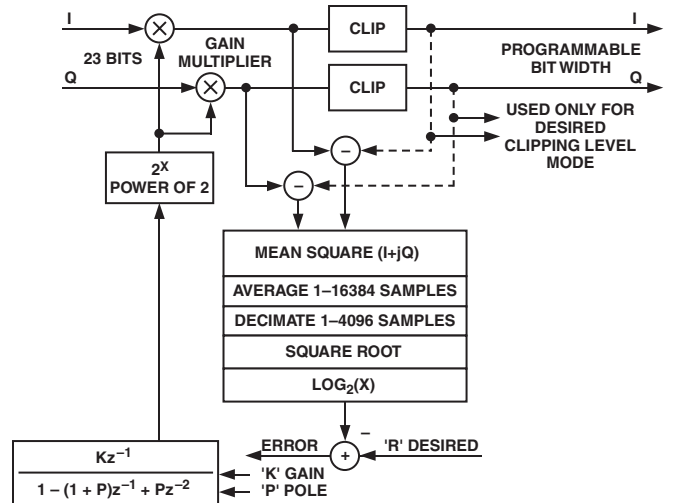 I
CLIP
I
23 BITS
GAIN
MULTIPLIER
PROGRAMMABLE
BIT WIDTH
Q
CLIP
Q
USED ONLY FOR
DESIRED
CLIPPING LEVEL
MODE
2^X
POWER OF 2
–
–
MEAN SQUARE (I+jQ)
AVERAGE 1–16384 SAMPLES
DECIMATE 1–4096 SAMPLES
SQUARE ROOT
LOG₂(X)
–
ERROR
+
'R' DESIRED
Kz⁻¹
1 – (1 + P)z⁻¹ + Pz⁻²
'K' GAIN
'P' POLE